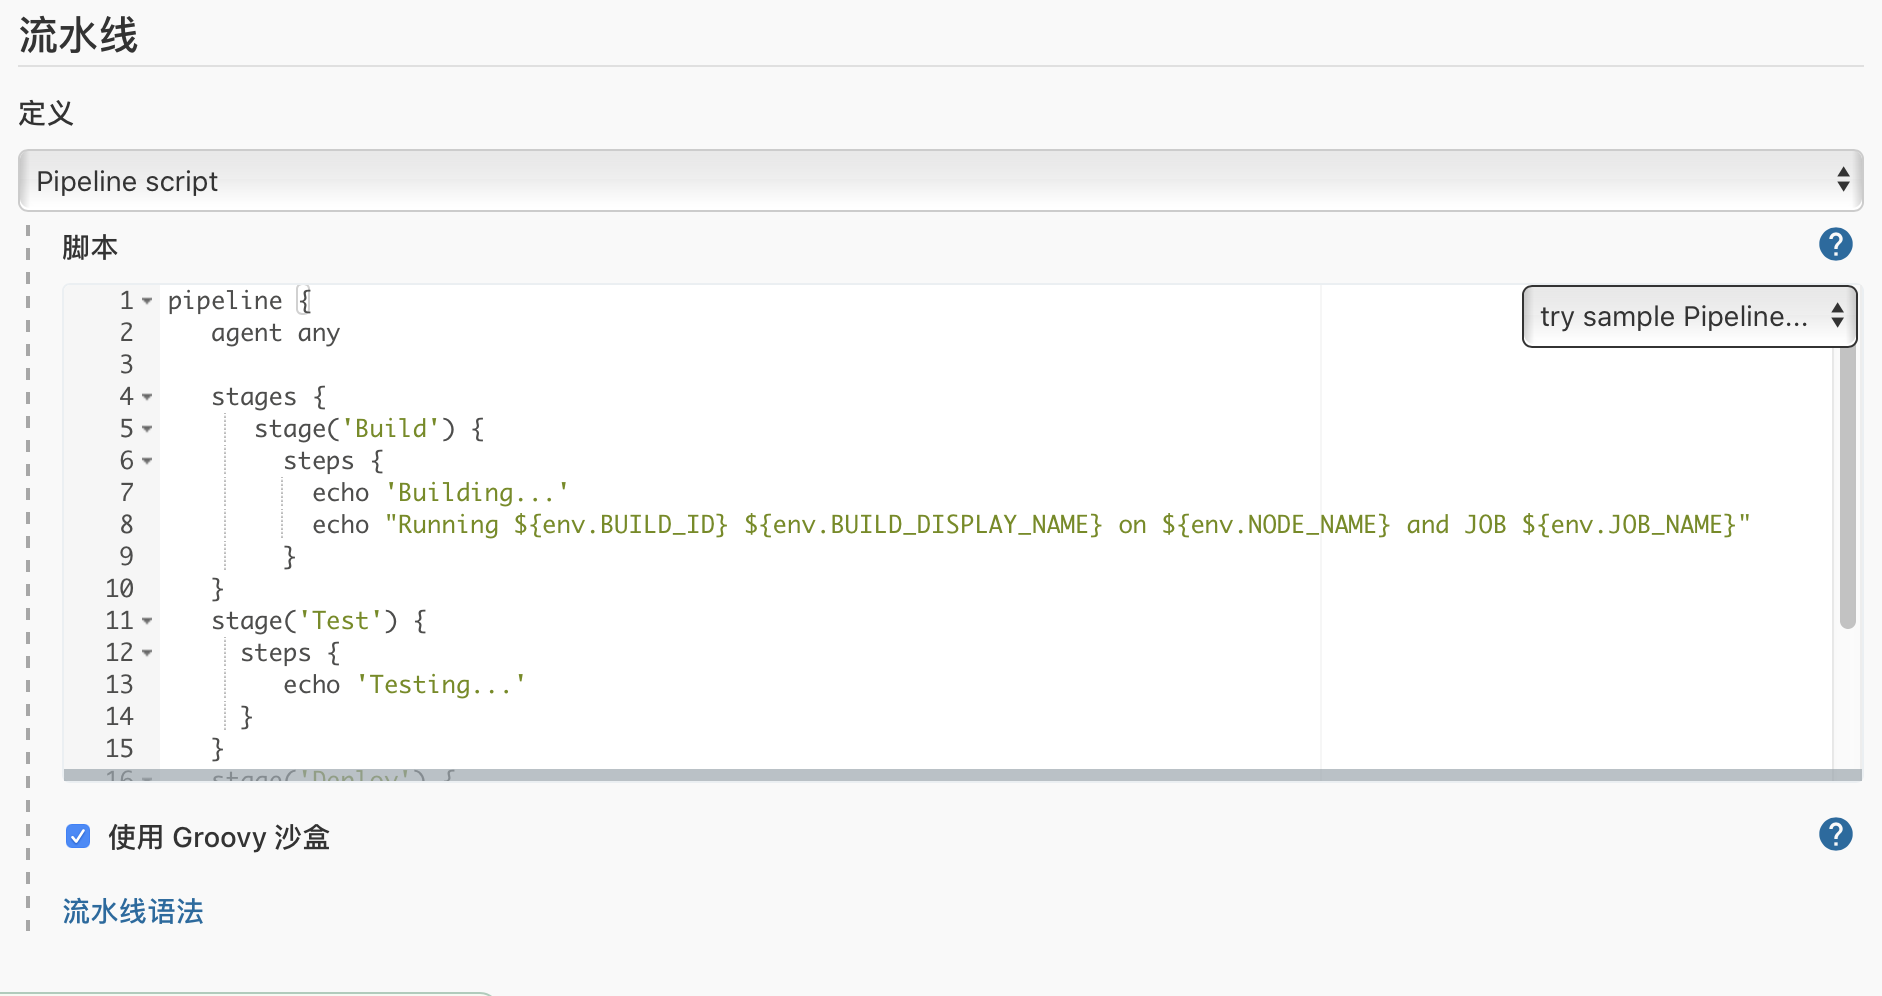 流水线
定义
Pipeline script
脚本
try sample Pipeline...
1 pipeline {
2    agent any
3
4    stages {
5       stage('Build') {
6         steps {
7           echo 'Building...'
8           echo "Running ${env.BUILD_ID} ${env.BUILD_DISPLAY_NAME} on ${env.NODE_NAME} and JOB ${env.JOB_NAME}"
9         }
10    }
11    stage('Test') {
12      steps {
13         echo 'Testing...'
14      }
15    }
16    stage('Deploy') {
使用 Groovy 沙盒
流水线语法